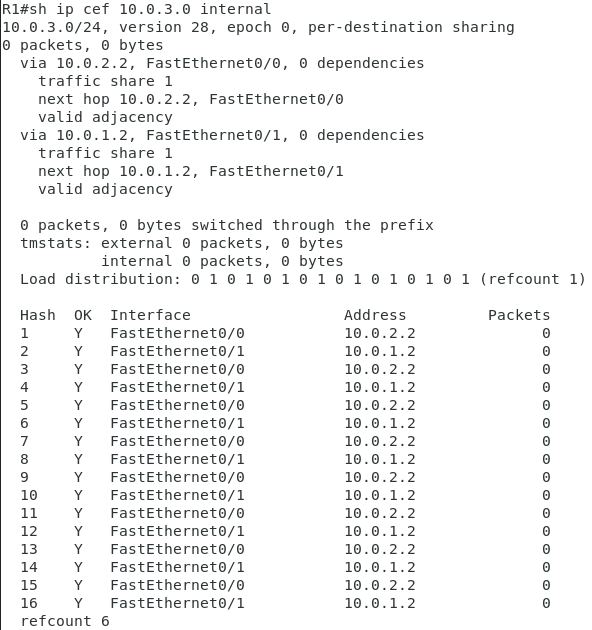 R1#sh ip cef 10.0.3.0 internal
10.0.3.0/24, version 28, epoch 0, per-destination sharing
0 packets, 0 bytes
  via 10.0.2.2, FastEthernet0/0, 0 dependencies
    traffic share 1
    next hop 10.0.2.2, FastEthernet0/0
    valid adjacency
  via 10.0.1.2, FastEthernet0/1, 0 dependencies
    traffic share 1
    next hop 10.0.1.2, FastEthernet0/1
    valid adjacency

  0 packets, 0 bytes switched through the prefix
  tmstats: external 0 packets, 0 bytes
           internal 0 packets, 0 bytes
  Load distribution: 0 1 0 1 0 1 0 1 0 1 0 1 0 1 0 1 (refcount 1)

  Hash  OK  Interface                 Address         Packets
  1     Y   FastEthernet0/0           10.0.2.2              0
  2     Y   FastEthernet0/1           10.0.1.2              0
  3     Y   FastEthernet0/0           10.0.2.2              0
  4     Y   FastEthernet0/1           10.0.1.2              0
  5     Y   FastEthernet0/0           10.0.2.2              0
  6     Y   FastEthernet0/1           10.0.1.2              0
  7     Y   FastEthernet0/0           10.0.2.2              0
  8     Y   FastEthernet0/1           10.0.1.2              0
  9     Y   FastEthernet0/0           10.0.2.2              0
  10    Y   FastEthernet0/1           10.0.1.2              0
  11    Y   FastEthernet0/0           10.0.2.2              0
  12    Y   FastEthernet0/1           10.0.1.2              0
  13    Y   FastEthernet0/0           10.0.2.2              0
  14    Y   FastEthernet0/1           10.0.1.2              0
  15    Y   FastEthernet0/0           10.0.2.2              0
  16    Y   FastEthernet0/1           10.0.1.2              0
  refcount 6